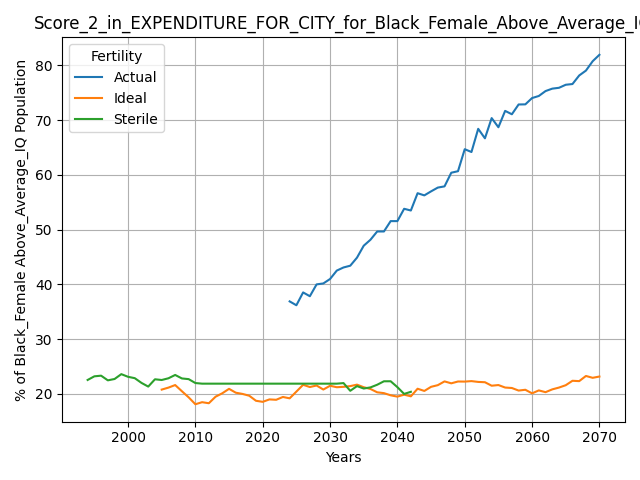 Score_2_in_EXPENDITURE_FOR_CITY_for_Black_Female_Above_Average_I
% of Black_Female Above_Average_IQ Population
Fertility
Actual
Ideal
Sterile
80
70
60
50
40
30
20
2000
2010
2020
2030
2040
2050
2060
2070
Years